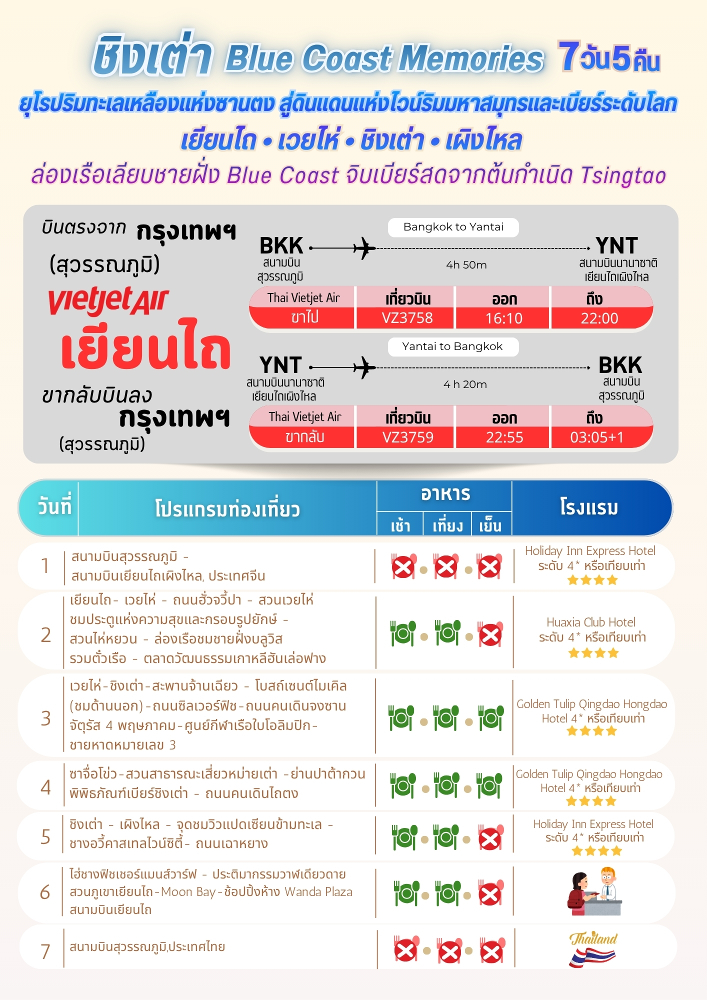 ชิงเต่า Blue Coast Memories 7วัน5คืน
ยุโรปริมทะเลเหลืองแห่งซานตง สู่ดินแดนแห่งไวน์ริมมหาสมุทรและเบียร์ระดับโลก
เยียนไถ • เวยไห่ • ชิงเต่า • เผิงไหล
ล่องเรือเลียบชายฝั่ง Blue Coast จิบเบียร์สดจากต้นกำเนิด Tsingtao
บินตรงจาก กรุงเทพฯ
(สุวรรณภูมิ)
vietjet Air
เยียนไถ
ขากลับบินลง
กรุงเทพฯ
(สุวรรณภูมิ)
Bangkok to Yantai
BKK YNT
สนามบิน
สุวรรณภูมิ
4h 50m
สนามบินนานาชาติ
เยียนไถเผิงไหล
Thai Vietjet Air เที่ยวบิน ออก ถึง
ขาไป VZ3758 16:10 22:00
Yantai to Bangkok
YNT BKK
สนามบินนานาชาติ
เยียนไถเผิงไหล
4 h 20m
สนามบิน
สุวรรณภูมิ
Thai Vietjet Air เที่ยวบิน ออก ถึง
ขากลับ VZ3759 22:55 03:05+1
วันที่ โปรแกรมท่องเที่ยว อาหาร โรงแรม
เช้า เที่ยง เย็น
1
สนามบินสุวรรณภูมิ -
สนามบินเยียนไถเผิงไหล, ประเทศจีน
Holiday Inn Express Hotel
ระดับ 4* หรือเทียบเท่า
2
เยียนไถ- เวยไห่ - ถนนฮั่วจวี้ปา - สวนเวยไห่
ชมประตูแห่งความสุขและกรอบรูปยักษ์ -
สวนไห่หยวน - ล่องเรือชมชายฝั่งบลูวิส
รวมตั๋วเรือ - ตลาดวัฒนธรรมเกาหลีฮันเล่อฟาง
Huaxia Club Hotel
ระดับ 4* หรือเทียบเท่า
3
เวยไห่-ชิงเต่า-สะพานจ้านเฉียว - โบสถ์เซนต์ไมเคิล
(ชมด้านนอก)-ถนนซิลเวอร์ฟิช-ถนนคนเดินจงซาน
จัตุรัส 4 พฤษภาคม-ศูนย์กีฬาเรือใบโอลิมปิก-
ชายหาดหมายเลข 3
Golden Tulip Qingdao Hongdao
Hotel 4* หรือเทียบเท่า
4
ซาจื่อโข่ว-สวนสาธารณะเสี่ยวหม่ายเต่า -ย่านปาต้ากวน
พิพิธภัณฑ์เบียร์ชิงเต่า - ถนนคนเดินไถตง
Golden Tulip Qingdao Hongdao
Hotel 4* หรือเทียบเท่า
5
ชิงเต่า - เผิงไหล - จุดชมวิวแปดเซียนข้ามทะเล -
ชางอวี้คาสเทลไวน์ซิตี้- ถนนเฉาหยาง
Holiday Inn Express Hotel
ระดับ 4* หรือเทียบเท่า
6
ไฮ่ชางฟิชเชอร์แมนส์วาร์ฟ - ประติมากรรมวาฬเดียวดาย
สวนภูเขาเยียนไถ-Moon Bay-ช้อปปิ้งห้าง Wanda Plaza
สนามบินเยียนไถ
7
สนามบินสุวรรณภูมิ,ประเทศไทย
Thailand